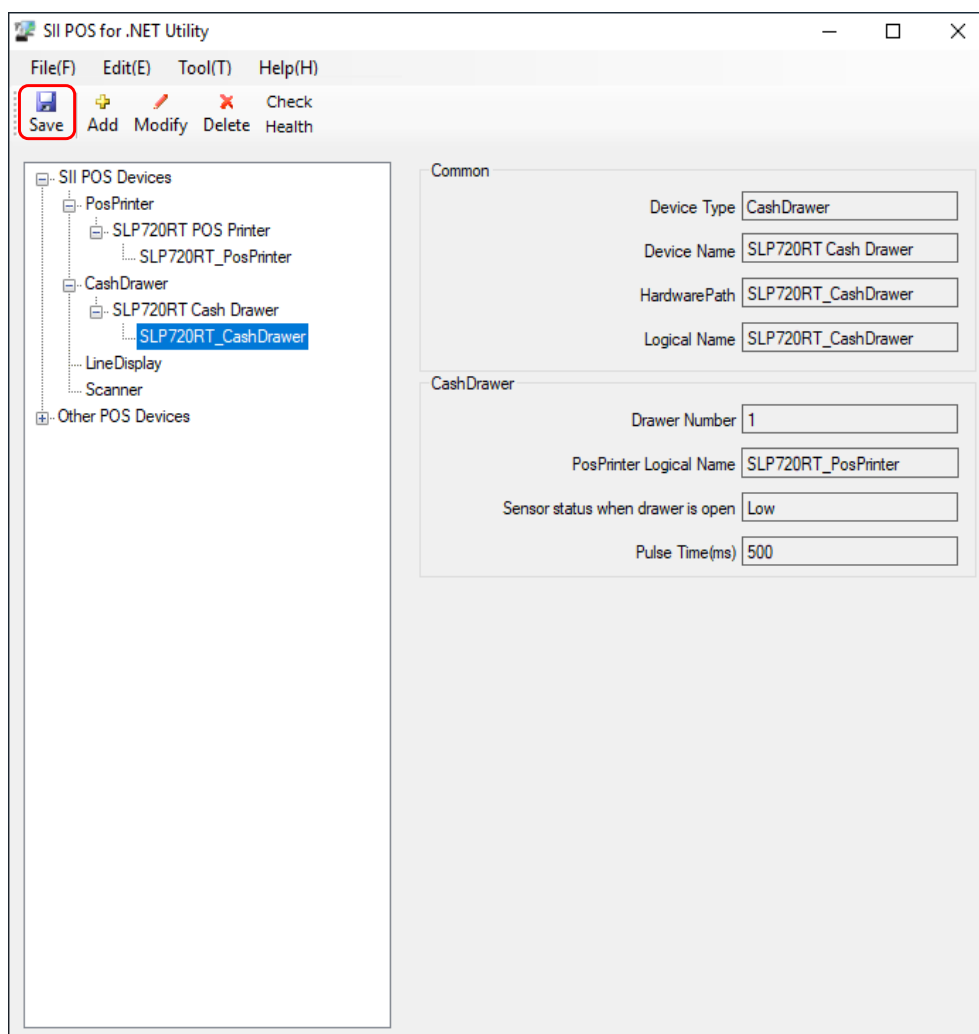 SII POS for .NET Utility
File(F) Edit(E) Tool(T) Help(H)
Save Add Modify Delete Check Health
SII POS Devices
PosPrinter
SLP720RT POS Printer
SLP720RT_PosPrinter
CashDrawer
SLP720RT Cash Drawer
SLP720RT_CashDrawer
LineDisplay
Scanner
Other POS Devices
Common
Device Type CashDrawer
Device Name SLP720RT Cash Drawer
HardwarePath SLP720RT_CashDrawer
Logical Name SLP720RT_CashDrawer
CashDrawer
Drawer Number 1
PosPrinter Logical Name SLP720RT_PosPrinter
Sensor status when drawer is open Low
Pulse Time(ms) 500